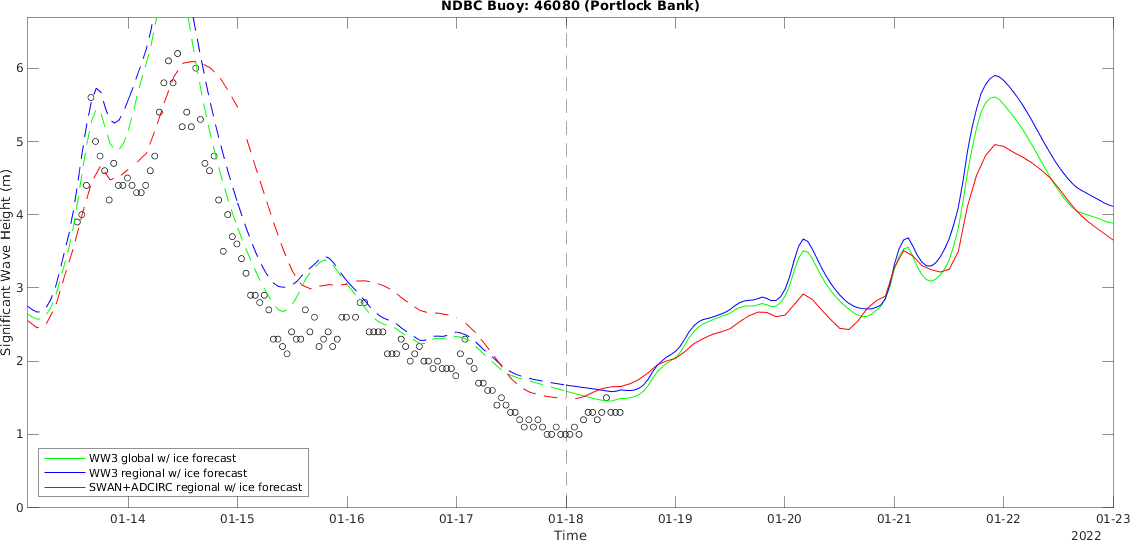 NDBC Buoy: 46080 (Portlock Bank)
Significant Wave Height (m)
6
5
4
3
2
1
0
WW3 global w/ ice forecast
WW3 regional w/ ice forecast
SWAN+ADCIRC regional w/ ice forecast
01-14 01-15 01-16 01-17 01-18 01-19 01-20 01-21 01-22 01-23
Time
2022